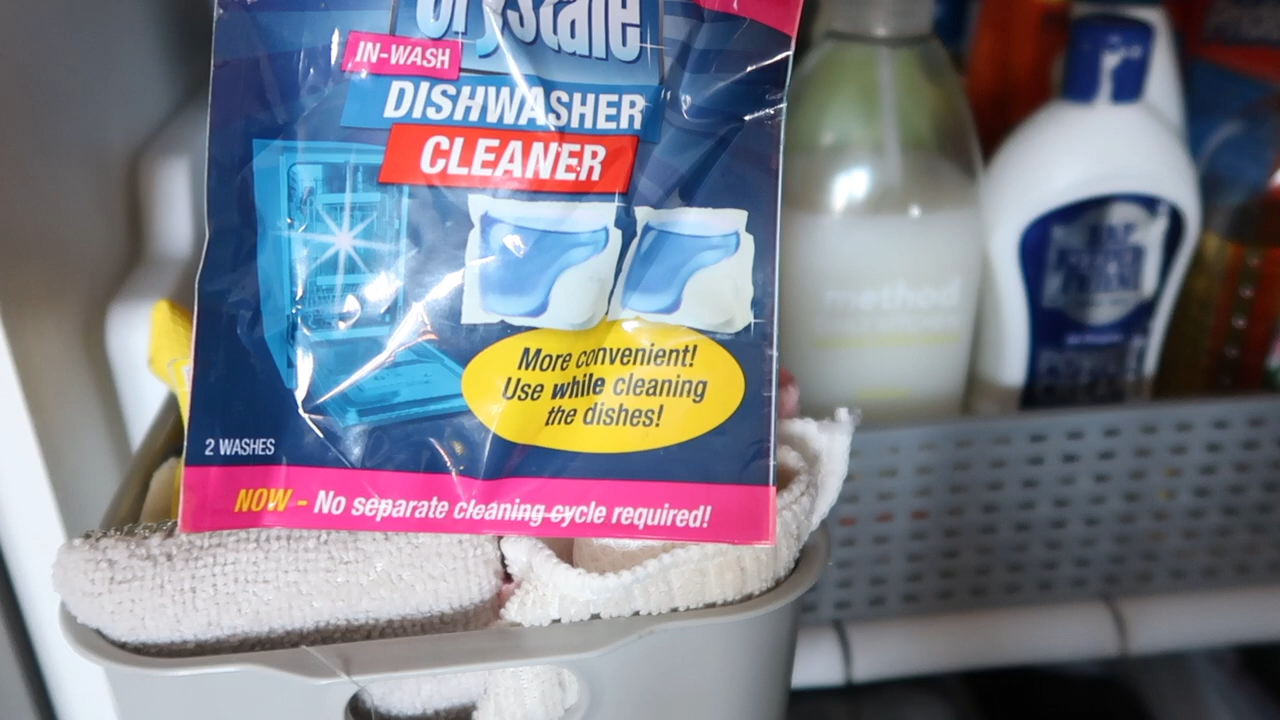 IN-WASH
DISHWASHER
CLEANER
More convenient!
Use while cleaning
the dishes!
2 WASHES
NOW - No separate cleaning cycle required!
method